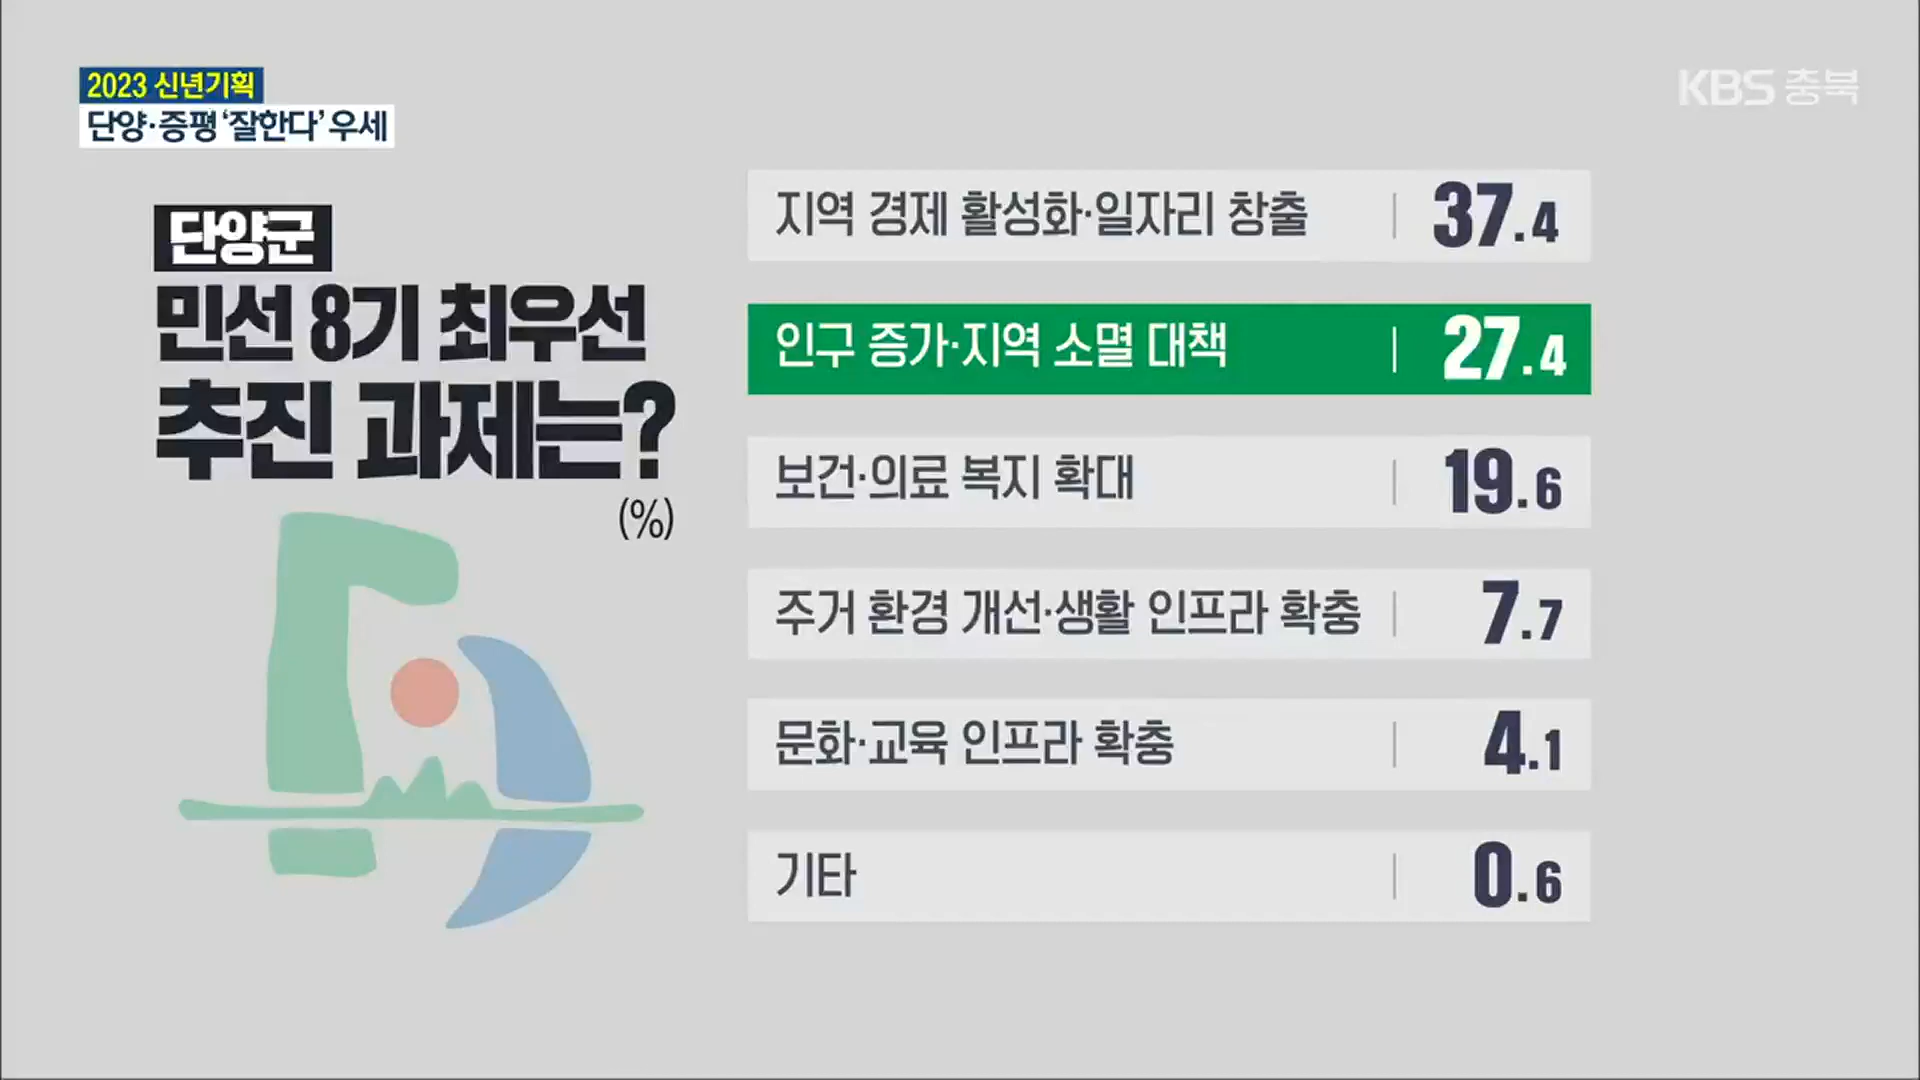 2023 신년기획
단양·증평 ‘잘한다’ 우세
KBS 충북
단양군
민선 8기 최우선
추진 과제는?
(%)
지역 경제 활성화·일자리 창출 37.4
인구 증가·지역 소멸 대책 27.4
보건·의료 복지 확대 19.6
주거 환경 개선·생활 인프라 확충 7.7
문화·교육 인프라 확충 4.1
기타 0.6